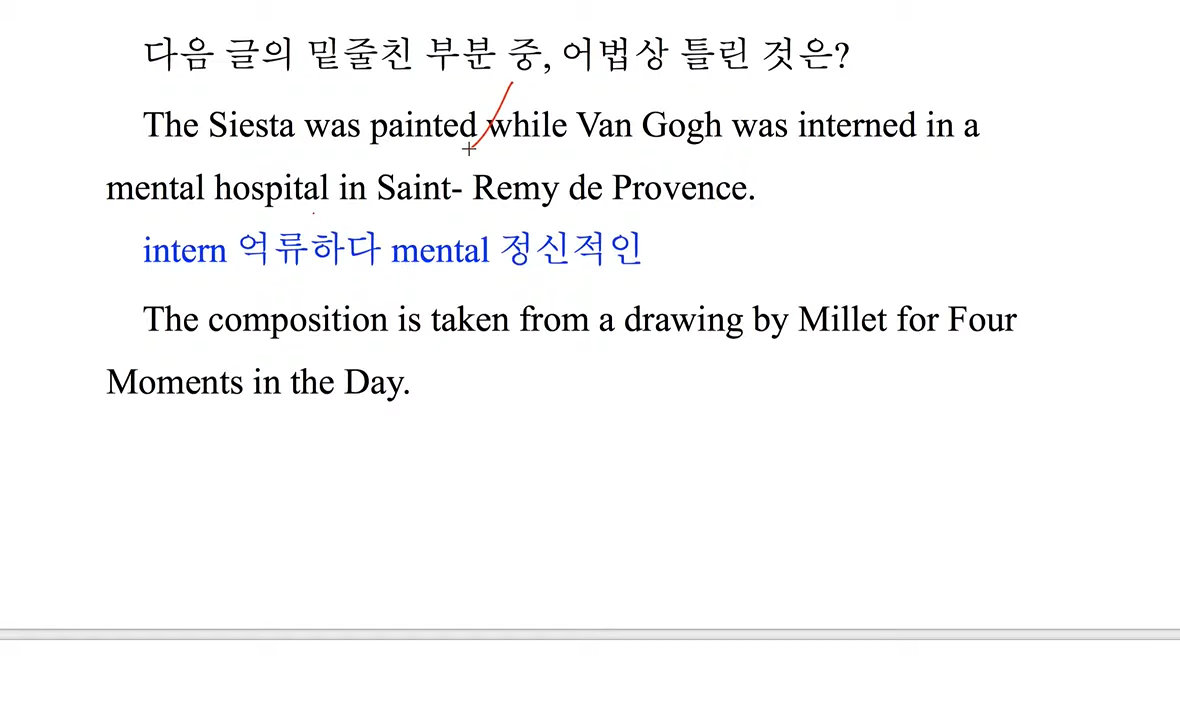 다음 글의 밑줄친 부분 중, 어법상 틀린 것은?
The Siesta was painted while Van Gogh was interned in a
mental hospital in Saint- Remy de Provence.
intern 억류하다 mental 정신적인
The composition is taken from a drawing by Millet for Four
Moments in the Day.